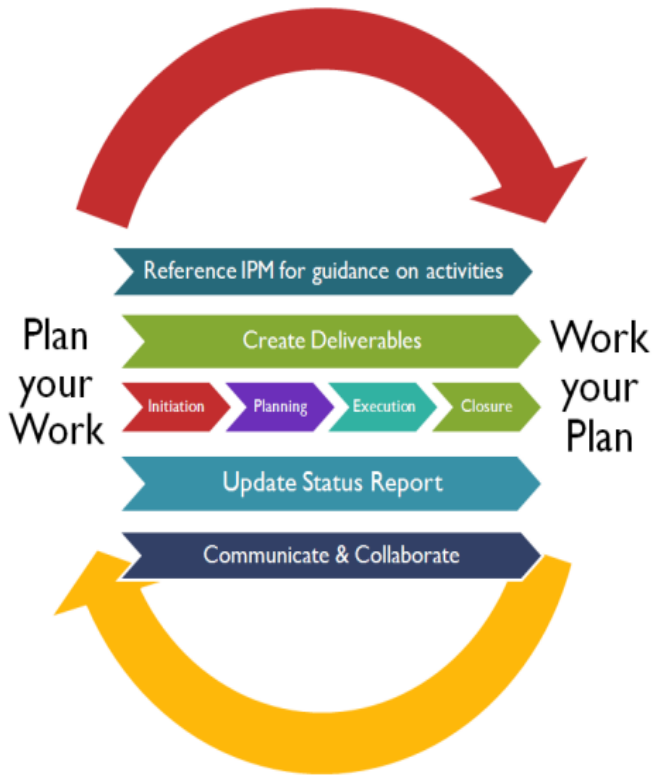 Reference IPM for guidance on activities
Plan
your
Work
Create Deliverables
Work
your
Plan
Initiation
Planning
Execution
Closure
Update Status Report
Communicate & Collaborate